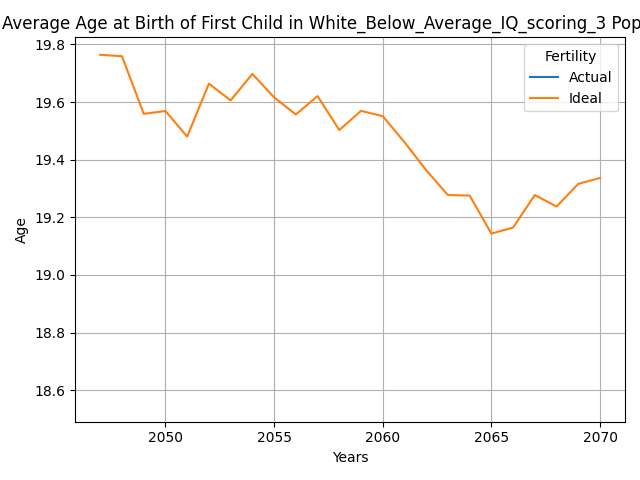 Average Age at Birth of First Child in White_Below_Average_IQ_scoring_3 Pop
19.8
19.6
19.4
19.2
19.0
18.8
18.6
Age
Fertility
Actual
Ideal
2050 2055 2060 2065 2070
Years